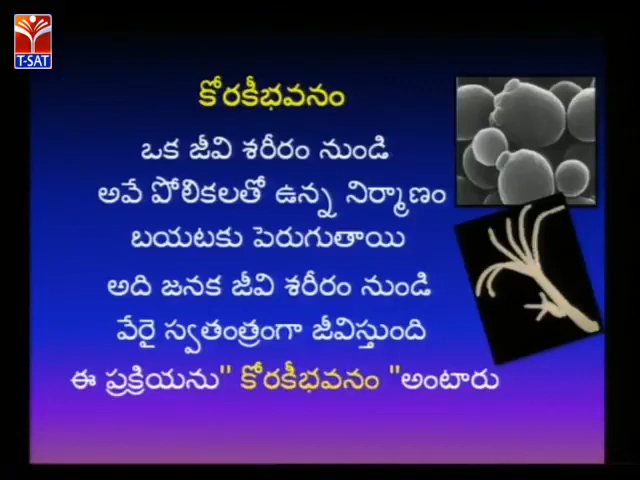 T-SAT
కోరకీభవనం
ఒక జీవి శరీరం నుండి
అవే పోలికలతో ఉన్న నిర్మాణం
బయటకు పెరుగుతాయి
అది జనక జీవి శరీరం నుండి
వేరై స్వతంత్రంగా జీవిస్తుంది
ఈ ప్రక్రియను" కోరకీభవనం "అంటారు